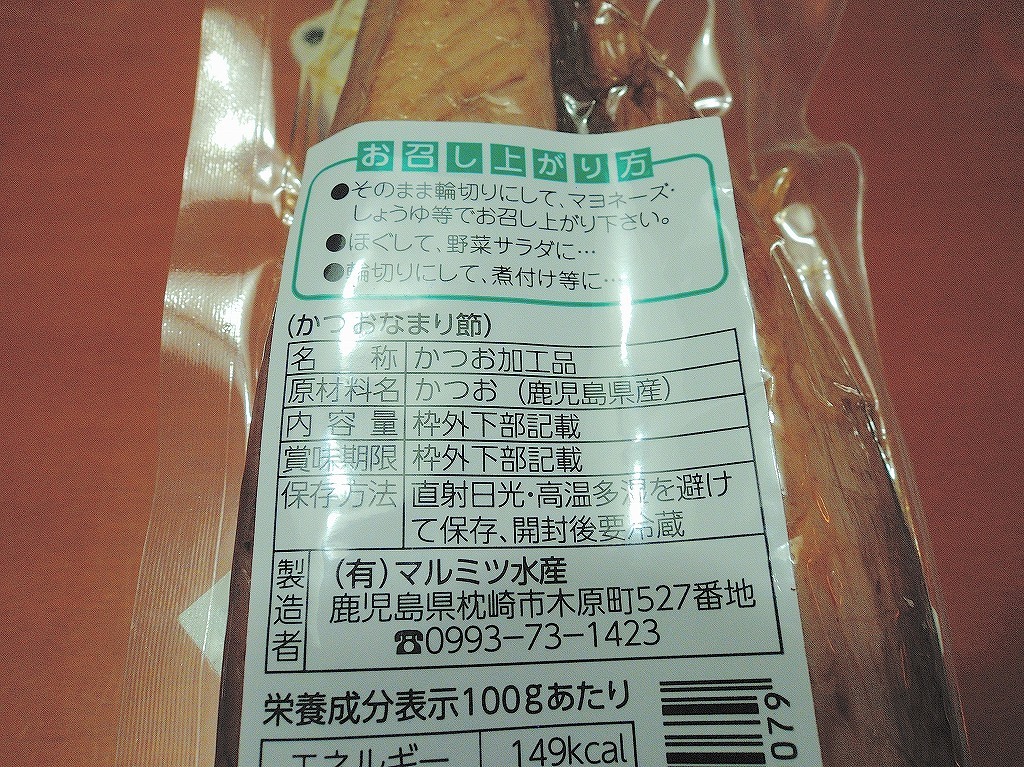 お召し上がり方
●そのまま輪切りにして、マヨネーズ・
しょうゆ等でお召し上がり下さい。
●ほぐして、野菜サラダに…
●輪切りにして、煮付け等に…
(かつおなまり節)
名称 かつお加工品
原材料名 かつお（鹿児島県産）
内容量 枠外下部記載
賞味期限 枠外下部記載
保存方法 直射日光・高温多湿を避け
て保存、開封後要冷蔵
製造者 (有)マルミツ水産
鹿児島県枕崎市木原町527番地
☎0993-73-1423
栄養成分表示100gあたり
エネルギー 149kcal
079